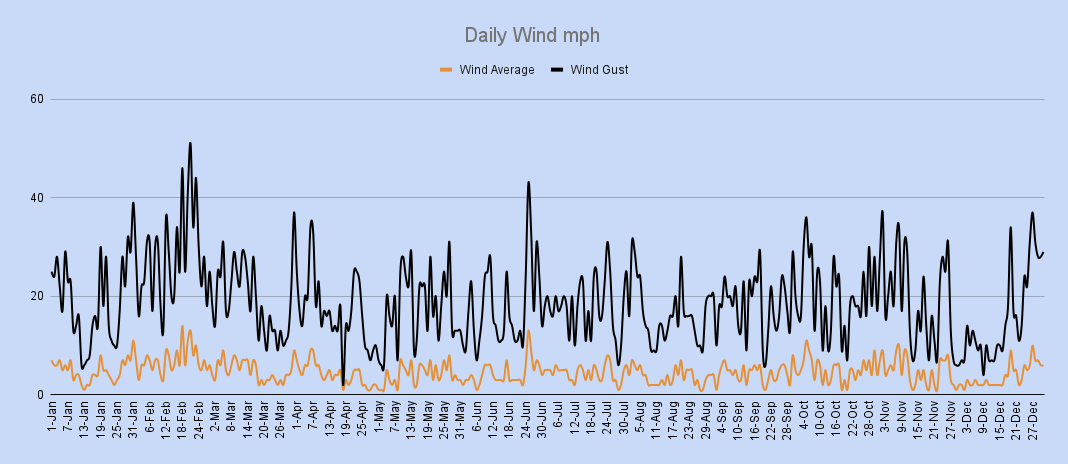 Daily Wind mph
Wind Average Wind Gust
60
40
20
0
1-Jan 7-Jan 13-Jan 19-Jan 25-Jan 31-Jan 6-Feb 12-Feb 18-Feb 24-Feb 2-Mar 8-Mar 14-Mar 20-Mar 26-Mar 1-Apr 7-Apr 13-Apr 19-Apr 25-Apr 1-May 7-May 13-May 19-May 25-May 31-May 6-Jun 12-Jun 18-Jun 24-Jun 30-Jun 6-Jul 12-Jul 18-Jul 24-Jul 30-Jul 5-Aug 11-Aug 17-Aug 23-Aug 29-Aug 4-Sep 10-Sep 16-Sep 22-Sep 28-Sep 4-Oct 10-Oct 16-Oct 22-Oct 28-Oct 3-Nov 9-Nov 15-Nov 21-Nov 27-Nov 3-Dec 9-Dec 15-Dec 21-Dec 27-Dec